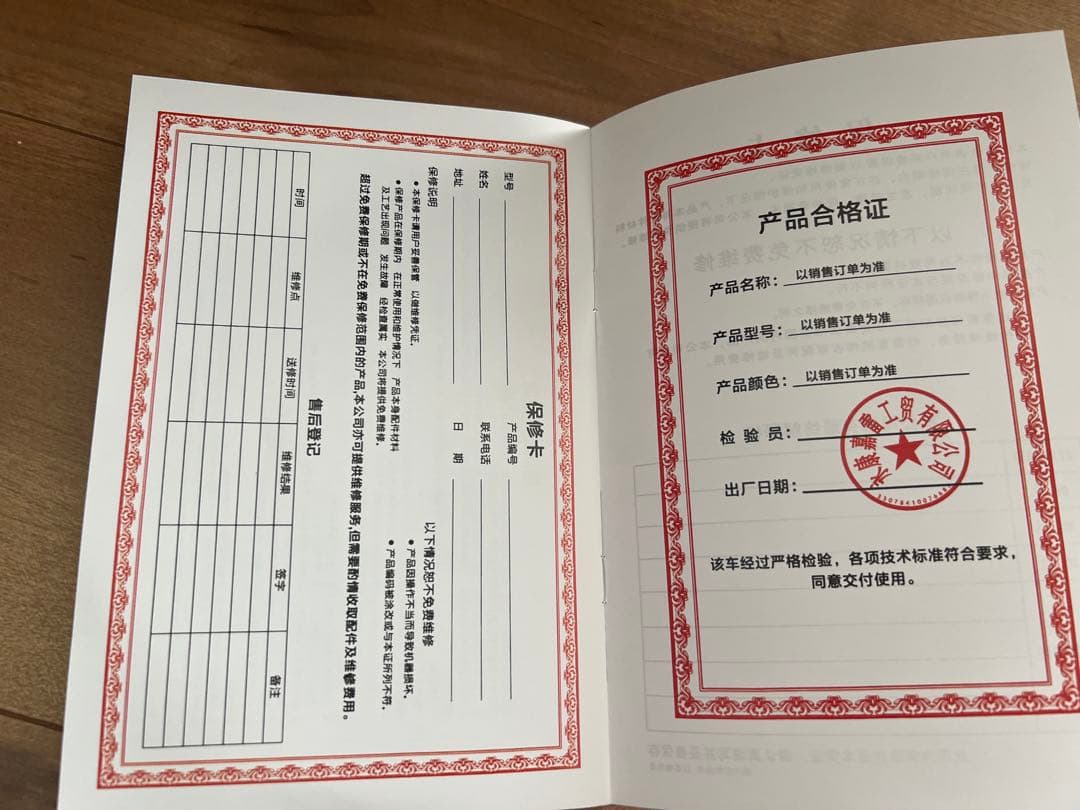 保修卡
型号 产品编号
姓名 联系电话
地址 日 期
保修说明
●本保修卡请用户妥善保管 以做维修凭证.
●保修产品在保修期内 在正常使用和维护情况下 产品本身配件材料
及工艺出现问题 发生故障 经检查属实 本公司将提供免费维修.
以下情况恕不免费维修
●产品因操作不当而导致机器损坏.
●产品编码被涂改或与本证所列不符.
超过免费保修期或不在免费保修范围内的产品,本公司亦可提供维修服务,但需要酌情收取配件及维修费用。
售后登记
时间 维修点 送修时间 维修结果 签字 备注
产品合格证
产品名称：以销售订单为准
产品型号：以销售订单为准
产品颜色：以销售订单为准
检 验 员：
出厂日期：
永康嘉雷工贸有限公司
该车经过严格检验，各项技术标准符合要求，
同意交付使用。